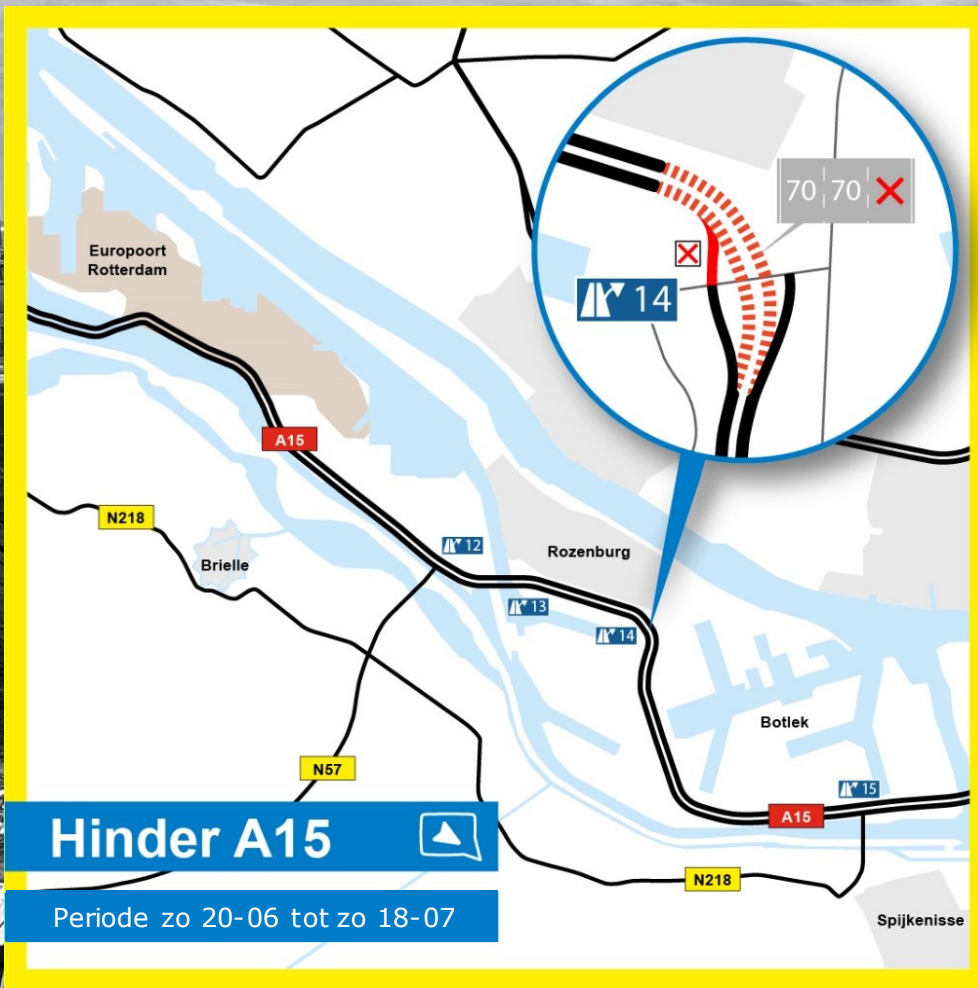 70 70
14
Europoort
Rotterdam
A15
N218
12
Brielle
Rozenburg
13
14
Botlek
N57
15
A15
Hinder A15
N218
Periode zo 20-06 tot zo 18-07
Spijkenisse